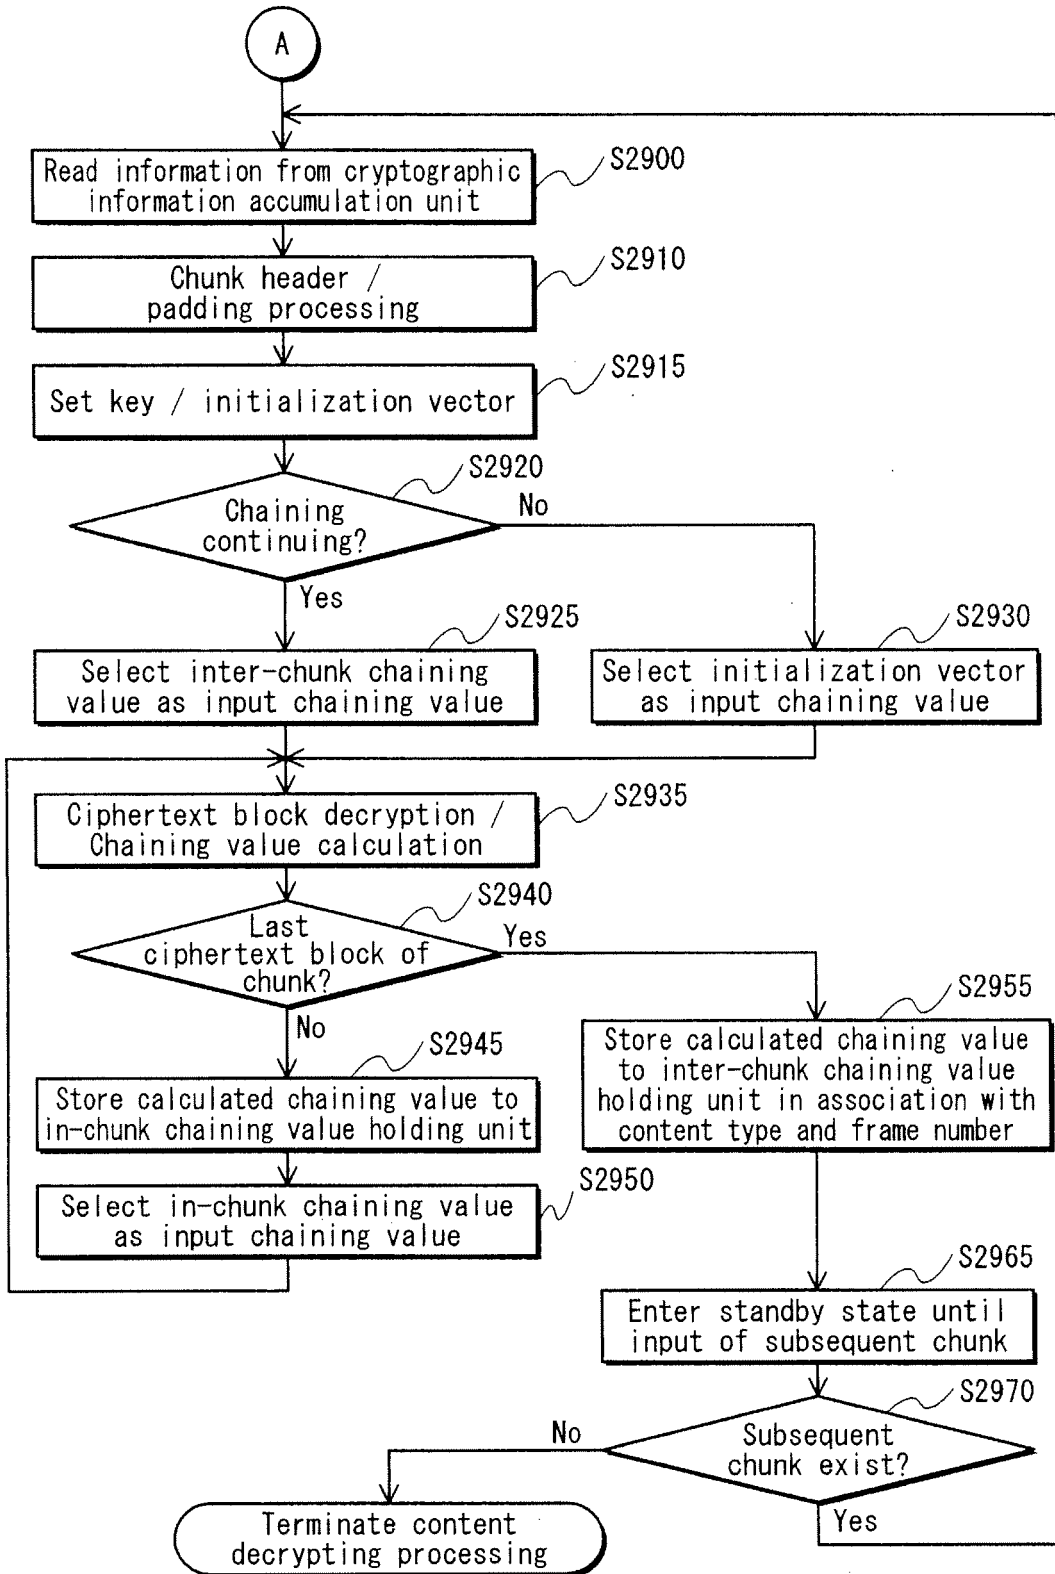 A
Read information from cryptographic
information accumulation unit
S2900
Chunk header /
padding processing
S2910
Set key / initialization vector
S2915
S2920
Chaining
continuing?
No
Yes
S2925
Select inter-chunk chaining
value as input chaining value
S2930
Select initialization vector
as input chaining value
Ciphertext block decryption /
Chaining value calculation
S2935
S2940
Last
ciphertext block of
chunk?
Yes
No
S2945
Store calculated chaining value to
in-chunk chaining value holding unit
S2955
Store calculated chaining value
to inter-chunk chaining value
holding unit in association with
content type and frame number
S2950
Select in-chunk chaining value
as input chaining value
S2965
Enter standby state until
input of subsequent chunk
S2970
Subsequent
chunk exist?
No
Yes
Terminate content
decrypting processing